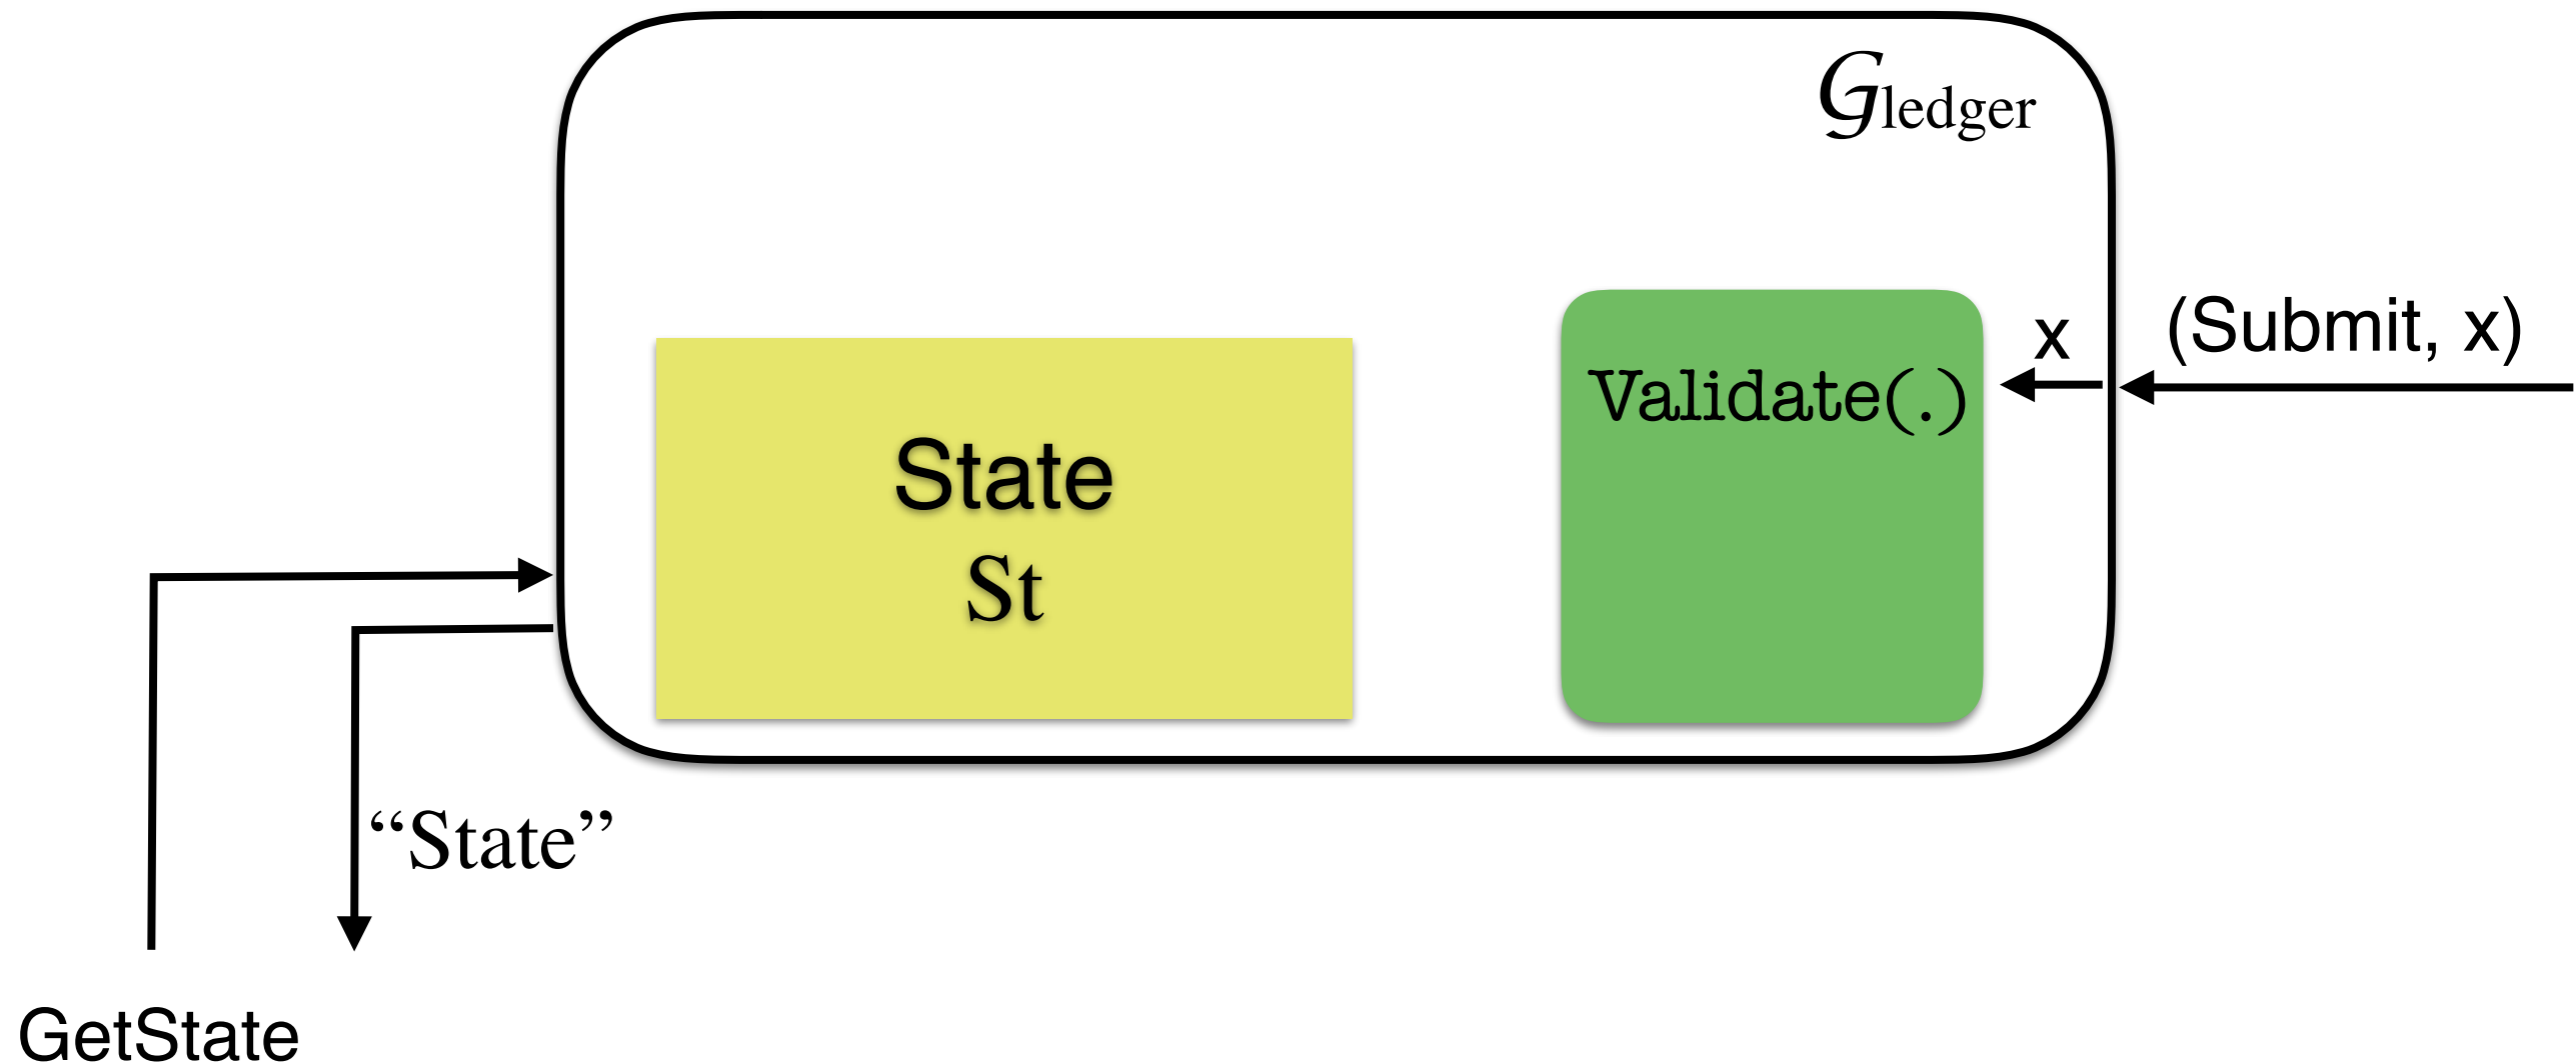 𝒢ledger
x
(Submit, x)
Validate(.)
State
St
“State”
GetState